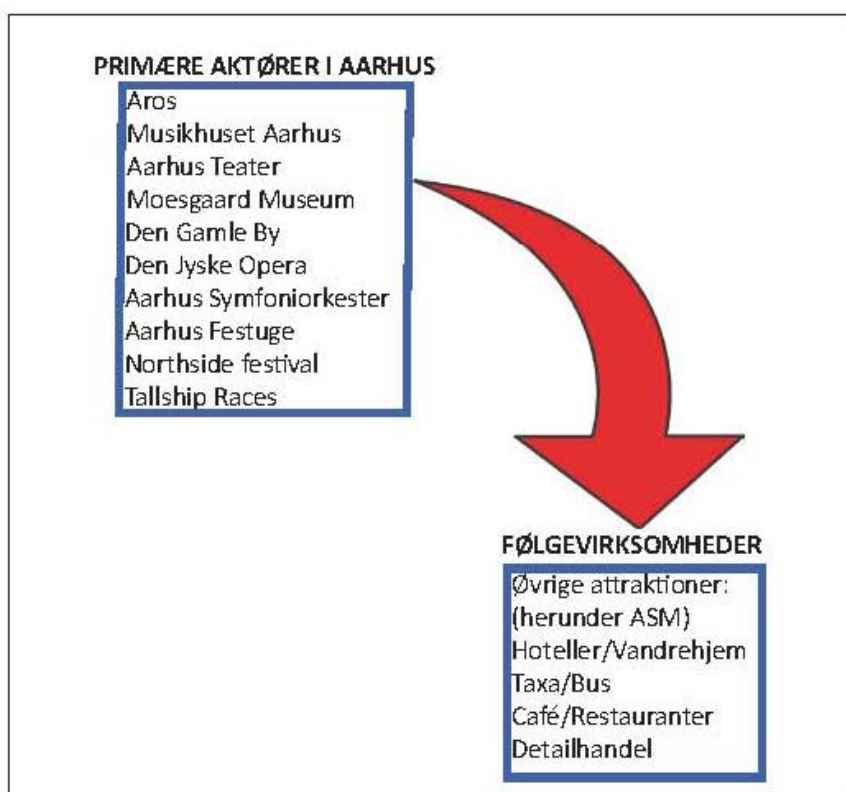 PRIMÆRE AKTØRER I AARHUS
Aros
Musikhuset Aarhus
Aarhus Teater
Moesgaard Museum
Den Gamle By
Den Jyske Opera
Aarhus Symfoniorkester
Aarhus Festuge
Northside festival
Tallship Races
FØLGEVIRKSOMHEDER
Øvrige attraktioner:
(herunder ASM)
Hoteller/Vandrehjem
Taxa/Bus
Café/Restauranter
Detailhandel